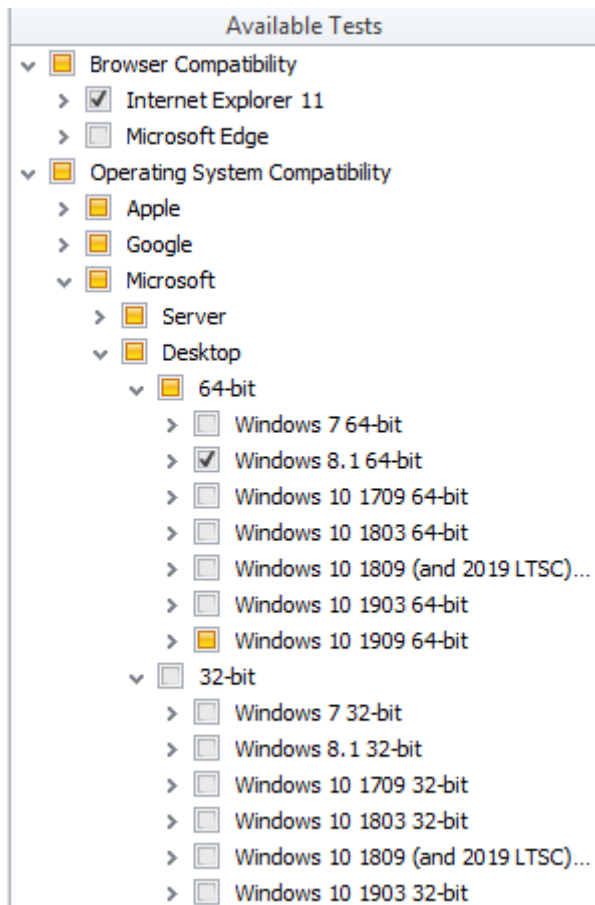 Available Tests
Browser Compatibility
Internet Explorer 11
Microsoft Edge
Operating System Compatibility
Apple
Google
Microsoft
Server
Desktop
64-bit
Windows 7 64-bit
Windows 8.1 64-bit
Windows 10 1709 64-bit
Windows 10 1803 64-bit
Windows 10 1809 (and 2019 LTSC)...
Windows 10 1903 64-bit
Windows 10 1909 64-bit
32-bit
Windows 7 32-bit
Windows 8.1 32-bit
Windows 10 1709 32-bit
Windows 10 1803 32-bit
Windows 10 1809 (and 2019 LTSC)...
Windows 10 1903 32-bit